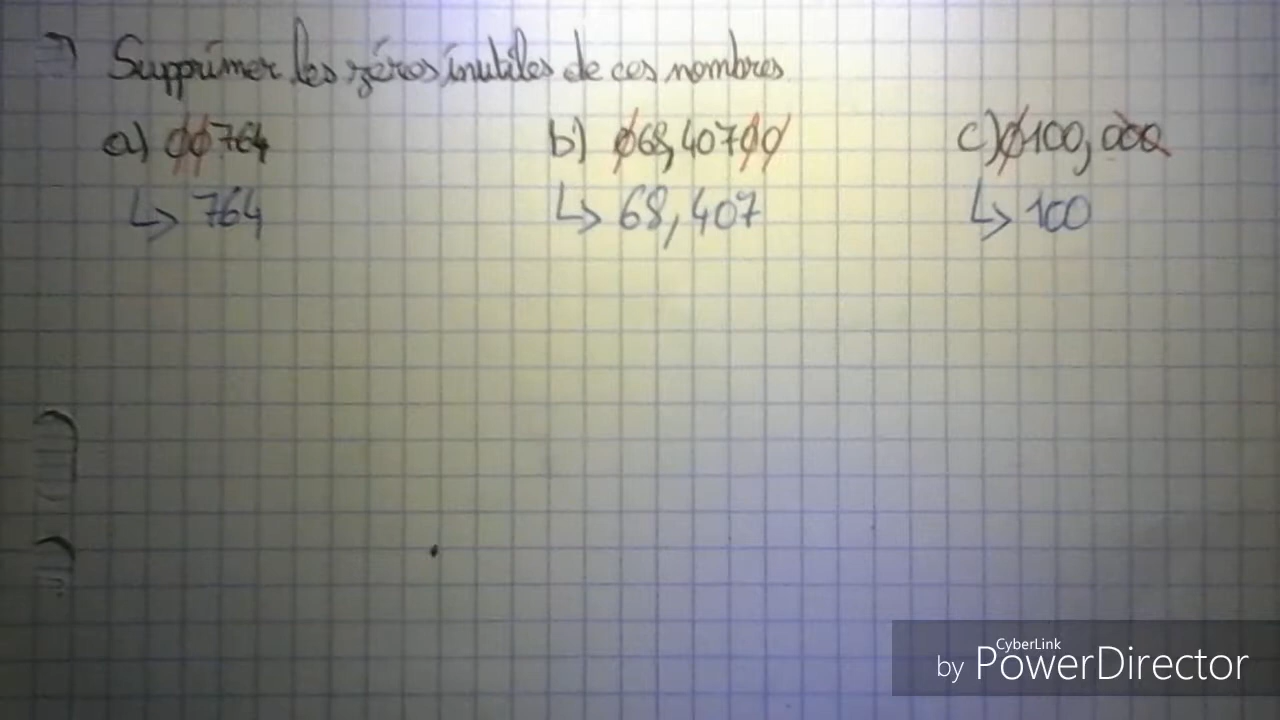 Supprimer les zéros inutiles de ces nombres
a) 00764 b) 068,40700 c) 0100,000
↳ 764 ↳ 68,407 ↳ 100
CyberLink
by PowerDirector